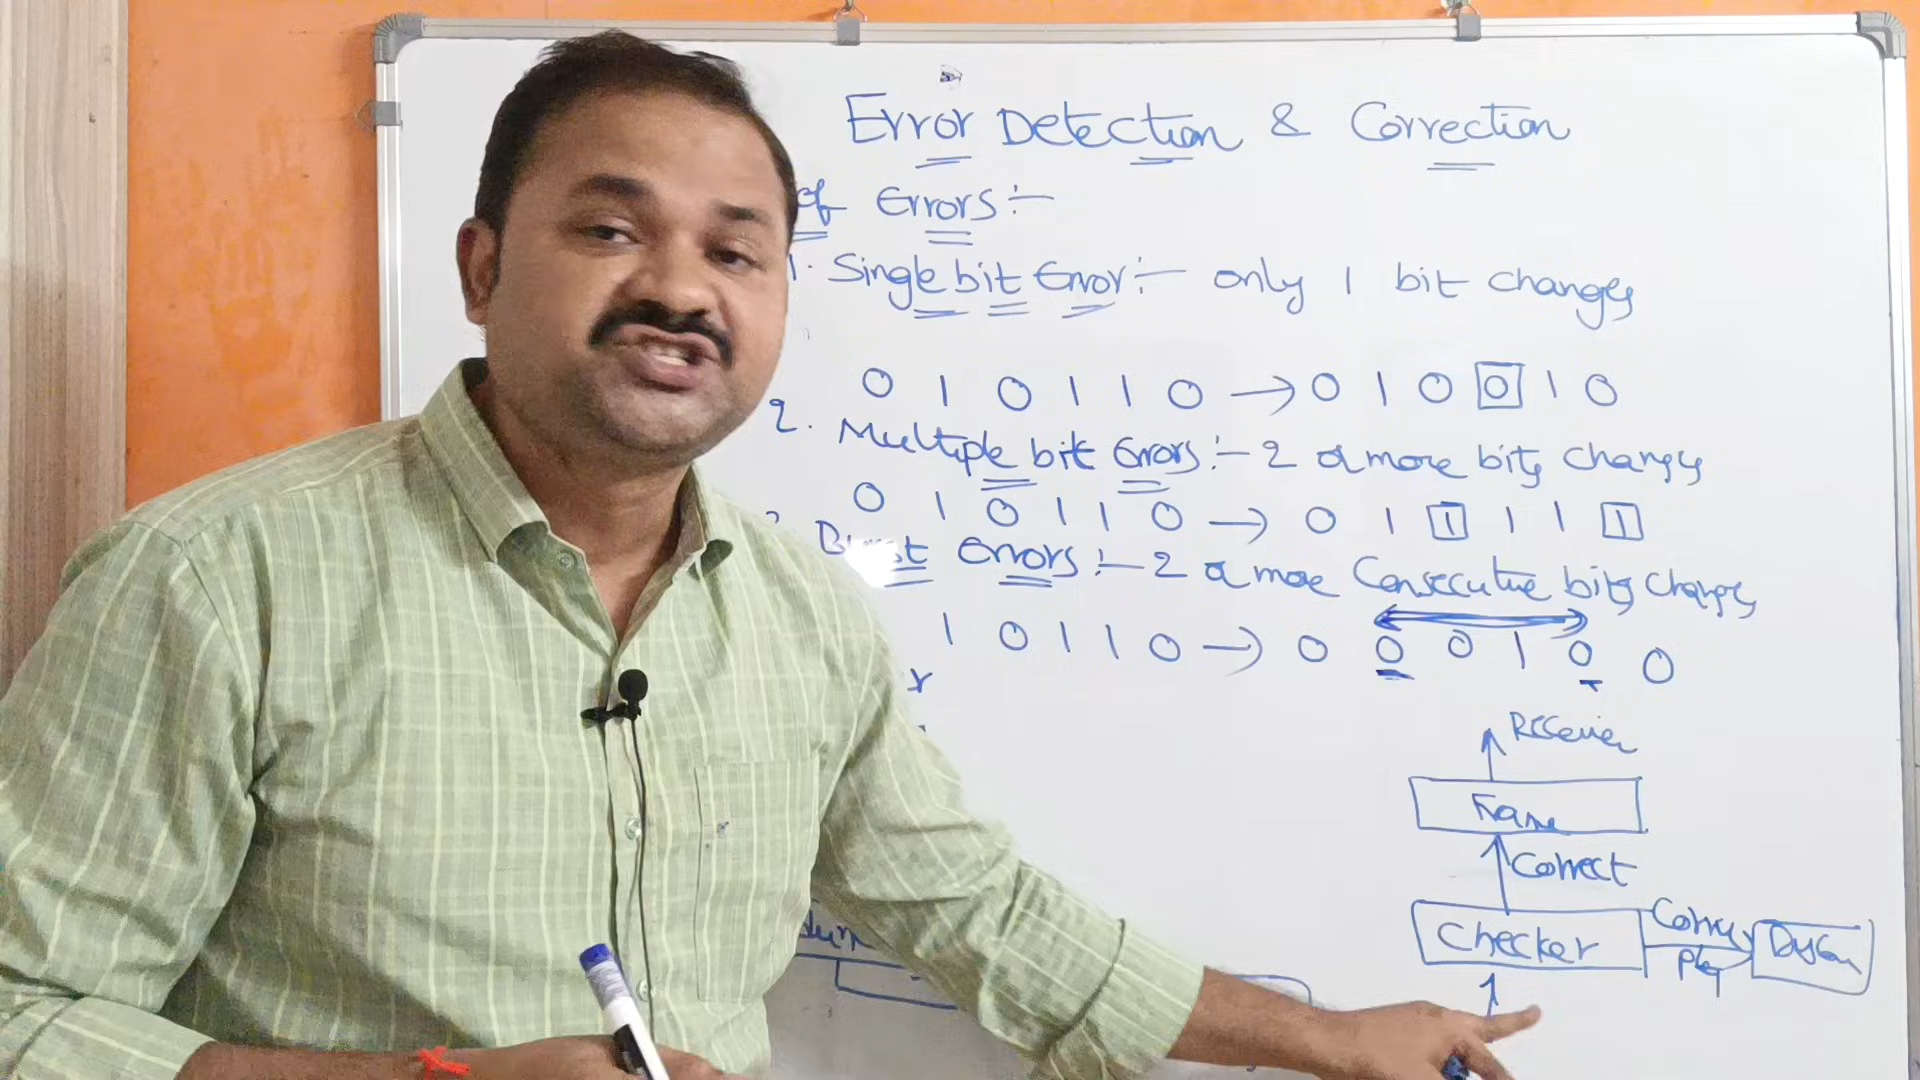 Error Detection & Correction
of Errors :-
1. Single bit Error :- only 1 bit changes
0 1 0 1 1 0 → 0 1 0 0 1 0
2. Multiple bit Errors :- 2 or more bits changes
0 1 0 1 1 0 → 0 1 1 1 1 1
Burst Errors :- 2 or more Consecutive bits changes
1 0 1 1 0 → 0 0 0 1 0 0
r
Receiver
Frame
Correct
Checker